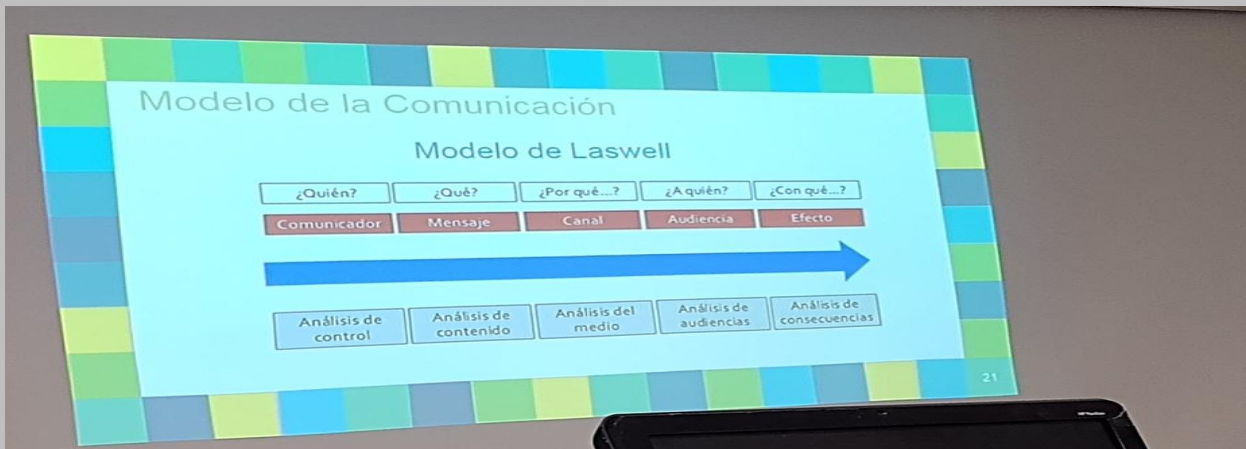 Modelo de la Comunicación
Modelo de Laswell
¿Quién? ¿Què? ¿Por qué...? ¿A quién? ¿Con qué...?
Comunicador Mensaje Canal Audiencia Efecto
Análisis de control
Análisis de contenido
Análisis del medio
Análisis de audiencias
Análisis de consecuencias
21